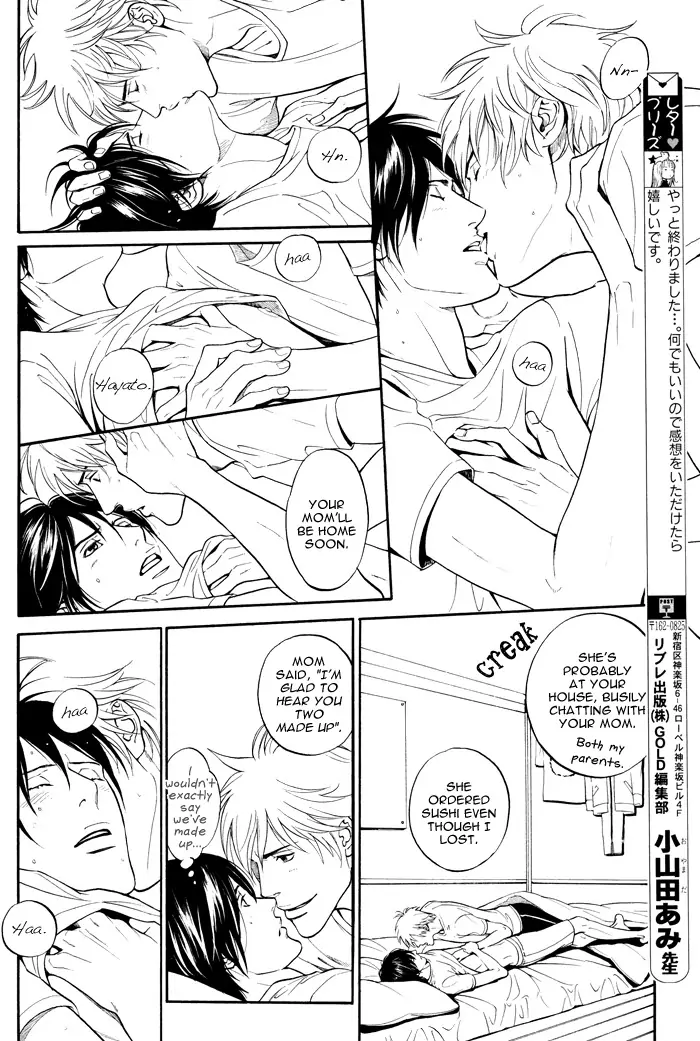 Nn-
Hn.
haa
haa
Hayato.
YOUR
MOM'LL
BE HOME
SOON.
creak
SHE'S
PROBABLY
AT YOUR
HOUSE, BUSILY
CHATTING WITH
YOUR MOM.
Both my
parents.
SHE
ORDERED
SUSHI EVEN
THOUGH I
LOST.
MOM
SAID, "I'M
GLAD TO
HEAR YOU
TWO
MADE UP".
I
wouldn't
exactly
say
we've
made
up...
haa
Haa.
レター♥
プリーズ
やっと終わりました…。何でもいいので感想をいただけたら
嬉しいです。
POST
〒162-0825
新宿区神楽坂6-46 ローベル神楽坂ビル4F
リブレ出版㈱ GOLD編集部
小山田あみ先生
おやまだ